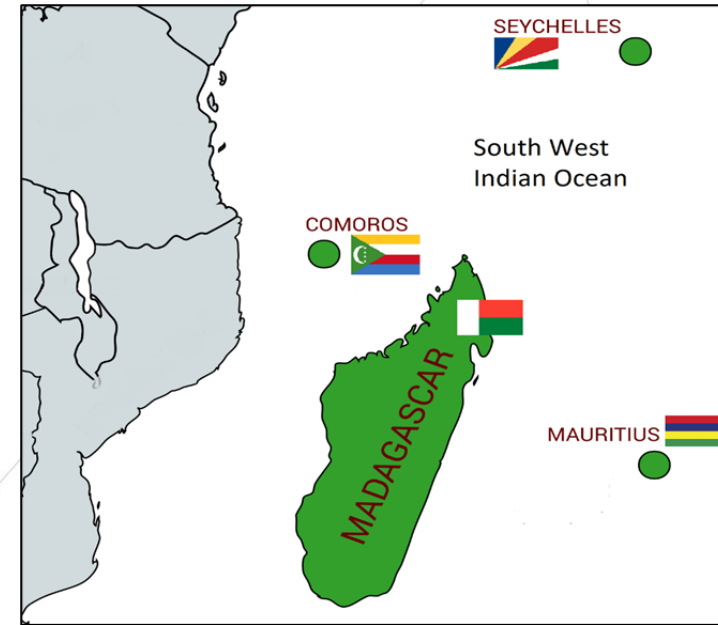 SEYCHELLES
South West
Indian Ocean
COMOROS
MADAGASCAR
MAURITIUS